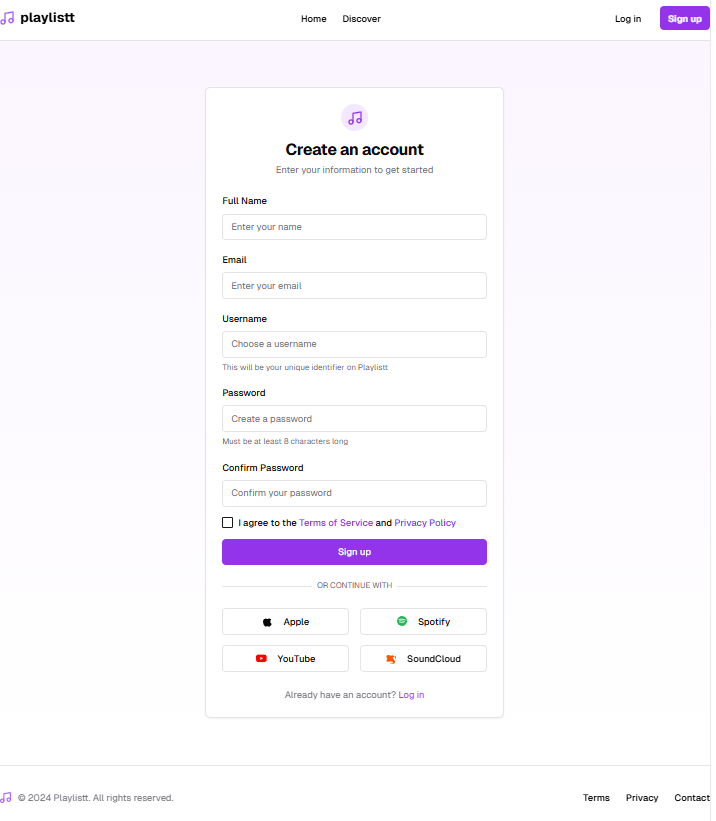 playlistt
Home Discover
Log in Sign up
Create an account
Enter your information to get started
Full Name
Enter your name
Email
Enter your email
Username
Choose a username
This will be your unique identifier on Playlistt
Password
Create a password
Must be at least 8 characters long
Confirm Password
Confirm your password
I agree to the Terms of Service and Privacy Policy
Sign up
OR CONTINUE WITH
Apple Spotify
YouTube SoundCloud
Already have an account? Log in
© 2024 Playlistt. All rights reserved.
Terms Privacy Contact